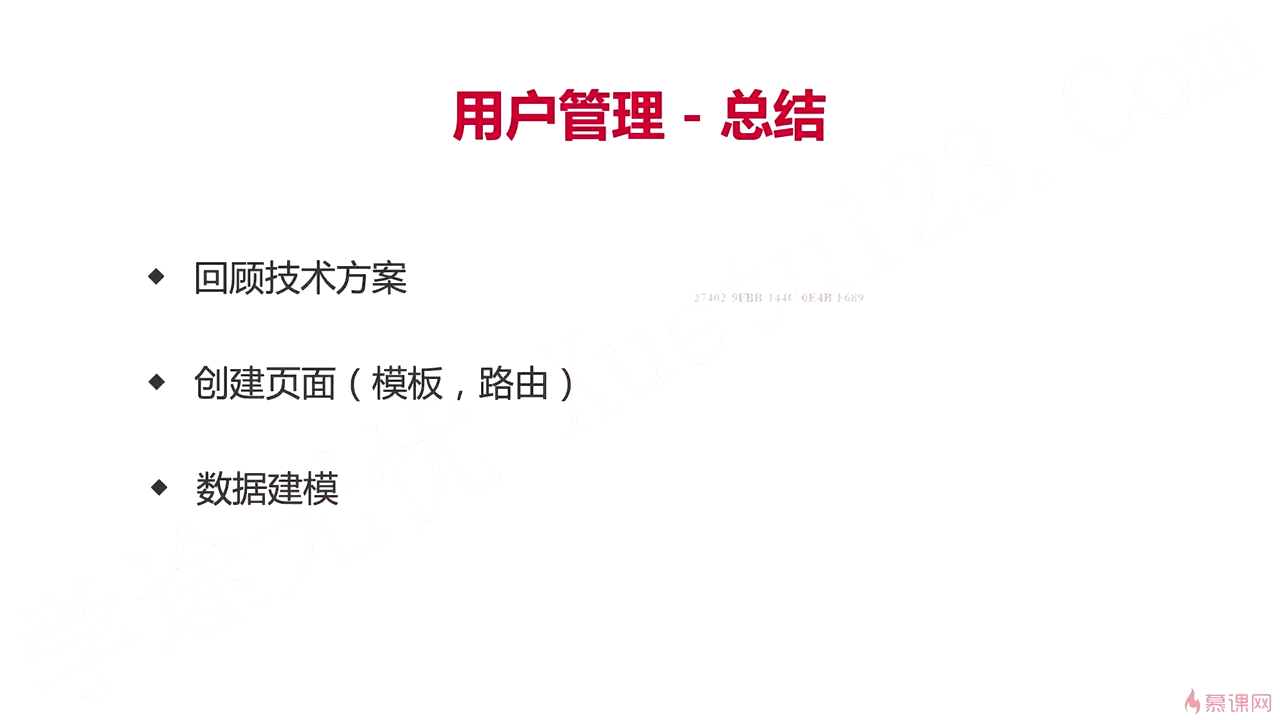 用户管理 - 总结
◆ 回顾技术方案
◆ 创建页面（模板，路由）
◆ 数据建模
慕课网